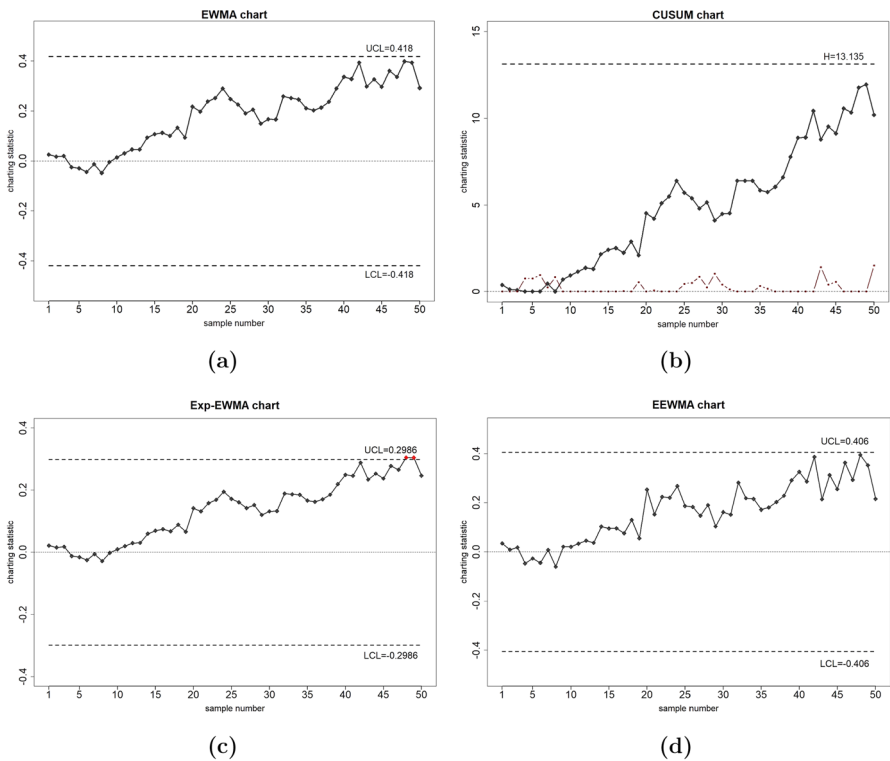 EWMA chart
UCL=0.418
LCL=-0.418
charting statistic
0.4
0.2
0.0
-0.2
-0.4
1 5 10 15 20 25 30 35 40 45 50
sample number
(a)
CUSUM chart
H=13.135
charting statistic
15
10
5
0
1 5 10 15 20 25 30 35 40 45 50
sample number
(b)
Exp-EWMA chart
UCL=0.2986
LCL=-0.2986
charting statistic
0.4
0.2
0.0
-0.2
-0.4
1 5 10 15 20 25 30 35 40 45 50
sample number
(c)
EEWMA chart
UCL=0.406
LCL=-0.406
charting statistic
0.4
0.2
0.0
-0.2
-0.4
1 5 10 15 20 25 30 35 40 45 50
sample number
(d)